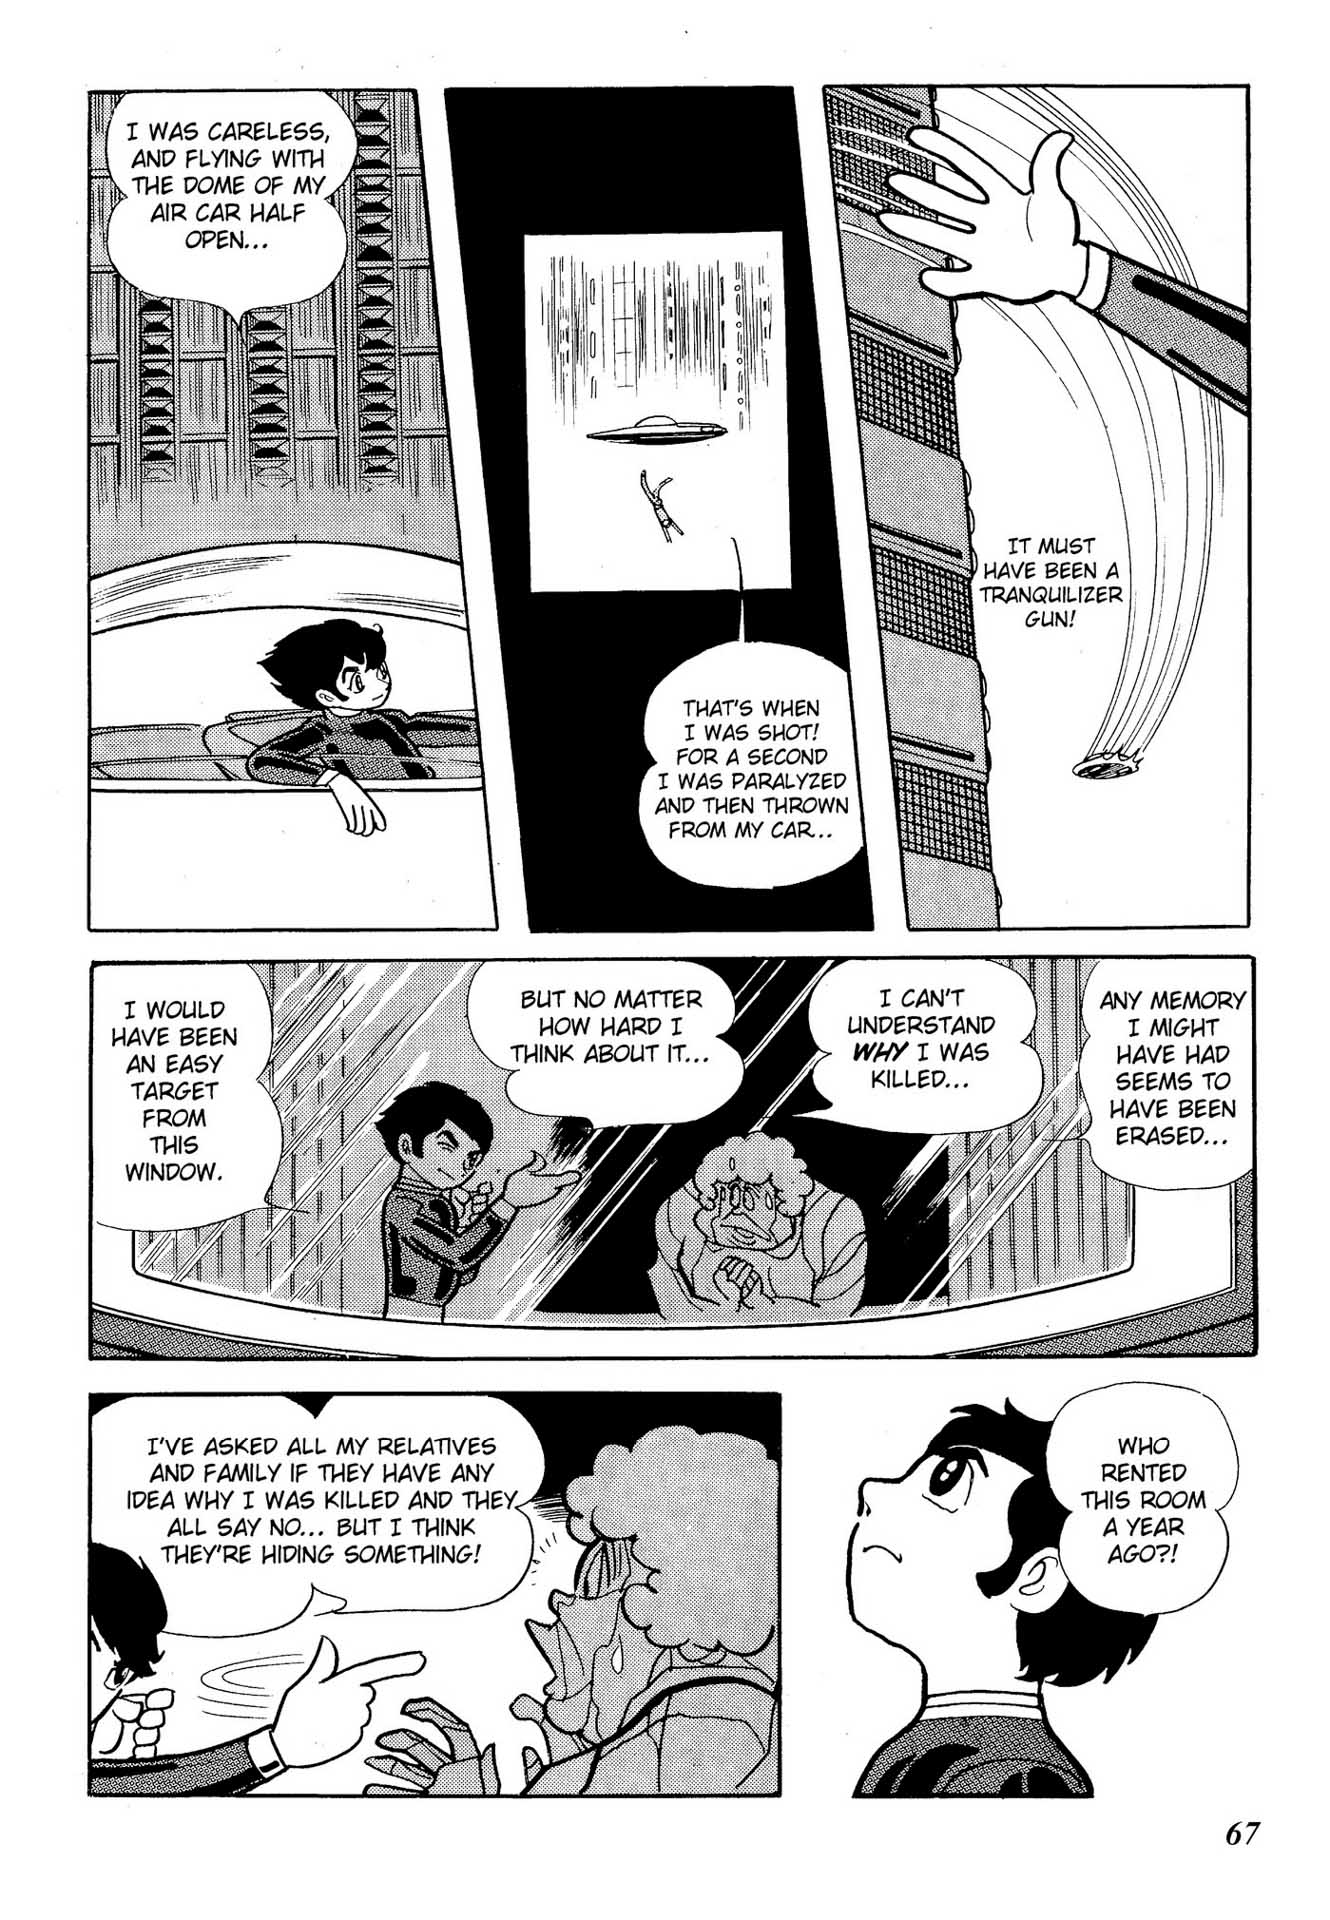 I WAS CARELESS,
AND FLYING WITH
THE DOME OF MY
AIR CAR HALF
OPEN...
THAT'S WHEN
I WAS SHOT!
FOR A SECOND
I WAS PARALYZED
AND THEN THROWN
FROM MY CAR...
IT MUST
HAVE BEEN A
TRANQUILIZER
GUN!
I WOULD
HAVE BEEN
AN EASY
TARGET
FROM
THIS
WINDOW.
BUT NO MATTER
HOW HARD I
THINK ABOUT IT...
I CAN'T
UNDERSTAND
WHY I WAS
KILLED...
ANY MEMORY
I MIGHT
HAVE HAD
SEEMS TO
HAVE BEEN
ERASED...
I'VE ASKED ALL MY RELATIVES
AND FAMILY IF THEY HAVE ANY
IDEA WHY I WAS KILLED AND THEY
ALL SAY NO... BUT I THINK
THEY'RE HIDING SOMETHING!
WHO
RENTED
THIS ROOM
A YEAR
AGO?!
67